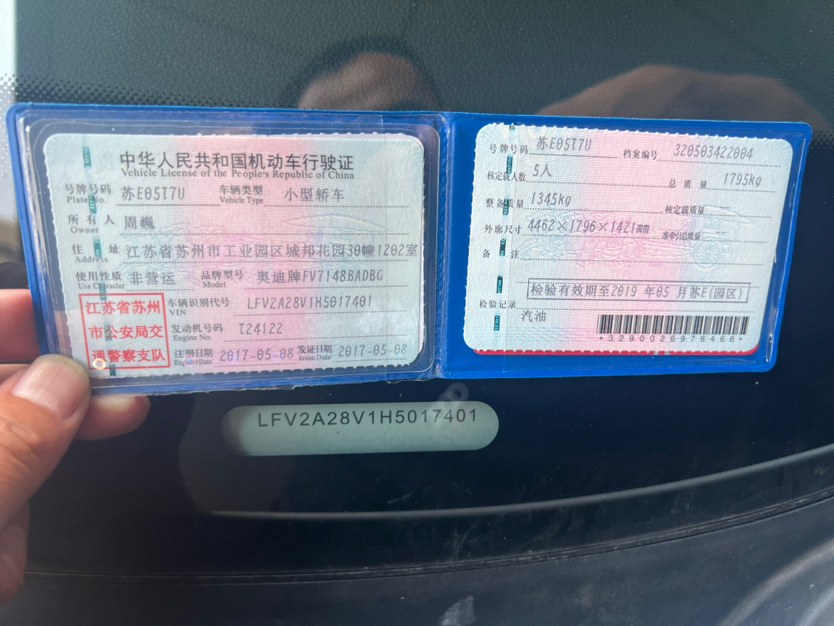 中华人民共和国机动车行驶证
Vehicle License of the People's Republic of China
号牌号码 苏E05T7U 车辆类型 小型轿车
Plate No. Vehicle Type
所有人 周巍
Owner
住址 江苏省苏州市工业园区城邦花园30幢1202室
Address
使用性质 非营运 品牌型号 奥迪牌FV7148BADBG
Use Character Model
江苏省苏州
市公安局交
通警察支队
车辆识别代号 LFV2A28V1H5017401
VIN
发动机号码 T24122
Engine No.
注册日期 2017-05-08 发证日期 2017-05-08
Register Date Issue Date
号牌号码 苏E05T7U 档案编号 320503422004
核定载人数 5人 总质量 1795kg
整备质量 1345kg 核定载质量 --
外廓尺寸 4462×1796×1421mm 准牵引总质量 --
备注
检验有效期至2019年05月苏E(园区)
检验记录
汽油
*3290026976466*
LFV2A28V1H5017401